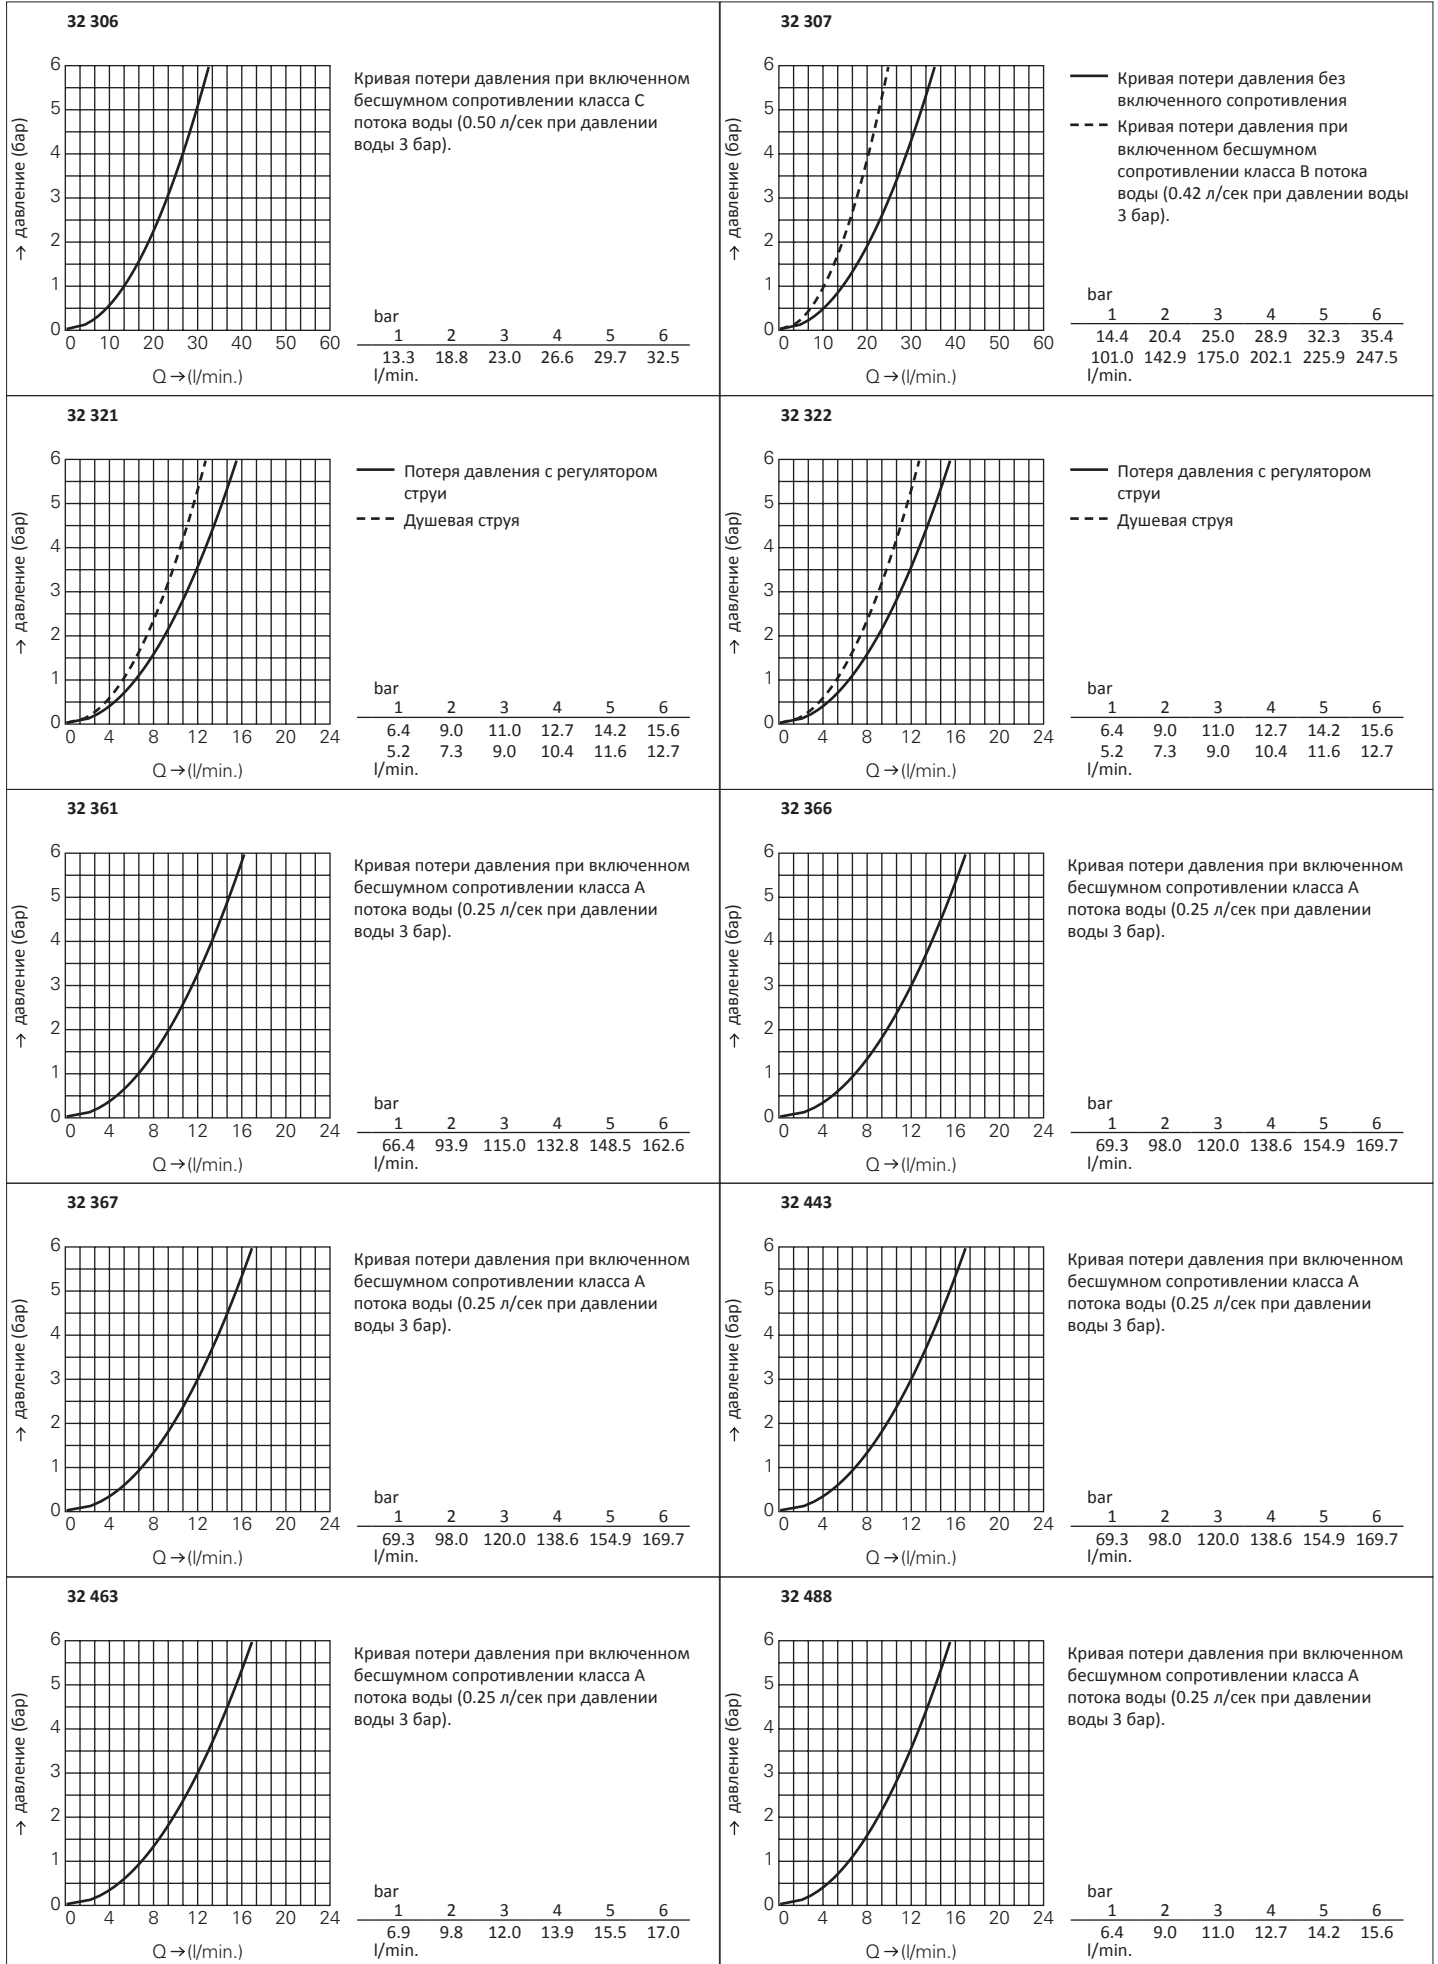 32 306
6
5
4
3
2
1
0
→ давление (бар)
0 10 20 30 40 50 60
Q →(l/min.)
Кривая потери давления при включенном
бесшумном сопротивлении класса С
потока воды (0.50 л/сек при давлении
воды 3 бар).
bar
1 2 3 4 5 6
13.3 18.8 23.0 26.6 29.7 32.5
l/min.
32 307
6
5
4
3
2
1
0
→ давление (бар)
0 10 20 30 40 50 60
Q →(l/min.)
Кривая потери давления без
включенного сопротивления
Кривая потери давления при
включенном бесшумном
сопротивлении класса В потока
воды (0.42 л/сек при давлении воды
3 бар).
bar
1 2 3 4 5 6
14.4 20.4 25.0 28.9 32.3 35.4
101.0 142.9 175.0 202.1 225.9 247.5
l/min.
32 321
6
5
4
3
2
1
0
→ давление (бар)
0 4 8 12 16 20 24
Q →(l/min.)
Потеря давления с регулятором
струи
Душевая струя
bar
1 2 3 4 5 6
6.4 9.0 11.0 12.7 14.2 15.6
5.2 7.3 9.0 10.4 11.6 12.7
l/min.
32 322
6
5
4
3
2
1
0
→ давление (бар)
0 4 8 12 16 20 24
Q →(l/min.)
Потеря давления с регулятором
струи
Душевая струя
bar
1 2 3 4 5 6
6.4 9.0 11.0 12.7 14.2 15.6
5.2 7.3 9.0 10.4 11.6 12.7
l/min.
32 361
6
5
4
3
2
1
0
→ давление (бар)
0 4 8 12 16 20 24
Q →(l/min.)
Кривая потери давления при включенном
бесшумном сопротивлении класса А
потока воды (0.25 л/сек при давлении
воды 3 бар).
bar
1 2 3 4 5 6
66.4 93.9 115.0 132.8 148.5 162.6
l/min.
32 366
6
5
4
3
2
1
0
→ давление (бар)
0 4 8 12 16 20 24
Q →(l/min.)
Кривая потери давления при включенном
бесшумном сопротивлении класса А
потока воды (0.25 л/сек при давлении
воды 3 бар).
bar
1 2 3 4 5 6
69.3 98.0 120.0 138.6 154.9 169.7
l/min.
32 367
6
5
4
3
2
1
0
→ давление (бар)
0 4 8 12 16 20 24
Q →(l/min.)
Кривая потери давления при включенном
бесшумном сопротивлении класса А
потока воды (0.25 л/сек при давлении
воды 3 бар).
bar
1 2 3 4 5 6
69.3 98.0 120.0 138.6 154.9 169.7
l/min.
32 443
6
5
4
3
2
1
0
→ давление (бар)
0 4 8 12 16 20 24
Q →(l/min.)
Кривая потери давления при включенном
бесшумном сопротивлении класса А
потока воды (0.25 л/сек при давлении
воды 3 бар).
bar
1 2 3 4 5 6
69.3 98.0 120.0 138.6 154.9 169.7
l/min.
32 463
6
5
4
3
2
1
0
→ давление (бар)
0 4 8 12 16 20 24
Q →(l/min.)
Кривая потери давления при включенном
бесшумном сопротивлении класса А
потока воды (0.25 л/сек при давлении
воды 3 бар).
bar
1 2 3 4 5 6
6.9 9.8 12.0 13.9 15.5 17.0
l/min.
32 488
6
5
4
3
2
1
0
→ давление (бар)
0 4 8 12 16 20 24
Q →(l/min.)
Кривая потери давления при включенном
бесшумном сопротивлении класса А
потока воды (0.25 л/сек при давлении
воды 3 бар).
bar
1 2 3 4 5 6
6.4 9.0 11.0 12.7 14.2 15.6
l/min.